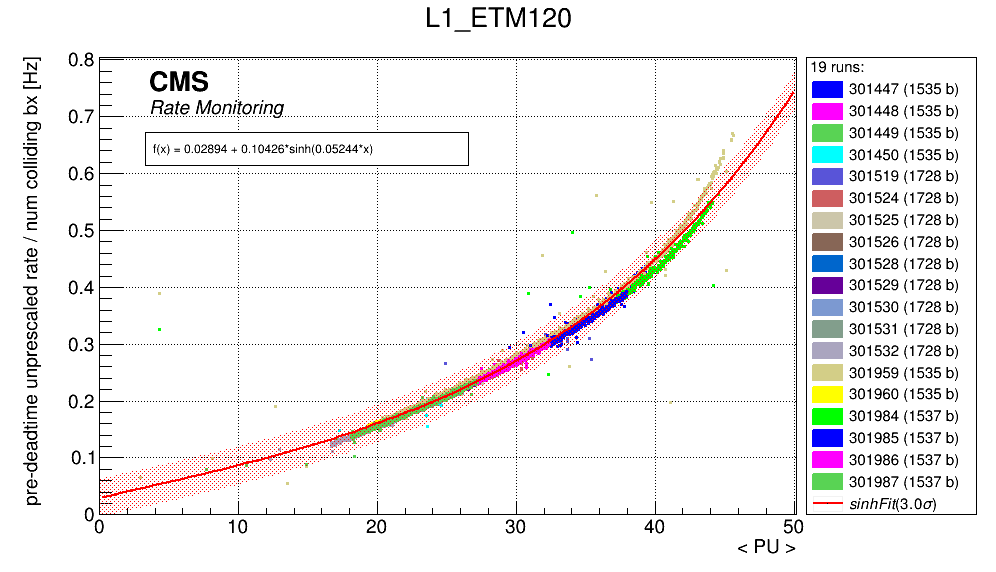 L1_ETM120
pre-deadtime unprescaled rate / num colliding bx [Hz]
0.8
0.7
0.6
0.5
0.4
0.3
0.2
0.1
0
CMS
Rate Monitoring
f(x) = 0.02894 + 0.10426*sinh(0.05244*x)
0 10 20 30 40 50
< PU >
19 runs:
301447 (1535 b)
301448 (1535 b)
301449 (1535 b)
301450 (1535 b)
301519 (1728 b)
301524 (1728 b)
301525 (1728 b)
301526 (1728 b)
301528 (1728 b)
301529 (1728 b)
301530 (1728 b)
301531 (1728 b)
301532 (1728 b)
301959 (1535 b)
301960 (1535 b)
301984 (1537 b)
301985 (1537 b)
301986 (1537 b)
301987 (1537 b)
sinhFit(3.0σ)